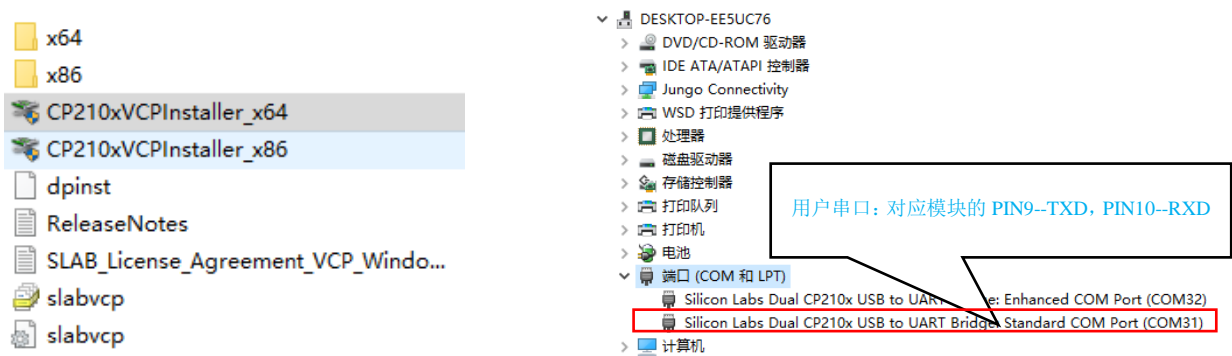 x64
x86
CP210xVCPInstaller_x64
CP210xVCPInstaller_x86
dpinst
ReleaseNotes
SLAB_License_Agreement_VCP_Windo...
slabvcp
slabvcp
DESKTOP-EE5UC76
DVD/CD-ROM 驱动器
IDE ATA/ATAPI 控制器
Jungo Connectivity
WSD 打印提供程序
处理器
磁盘驱动器
存储控制器
打印队列
打印机
电池
端口 (COM 和 LPT)
Silicon Labs Dual CP210x USB to UART e: Enhanced COM Port (COM32)
Silicon Labs Dual CP210x USB to UART Bridge: Standard COM Port (COM31)
计算机
用户串口：对应模块的 PIN9--TXD，PIN10--RXD